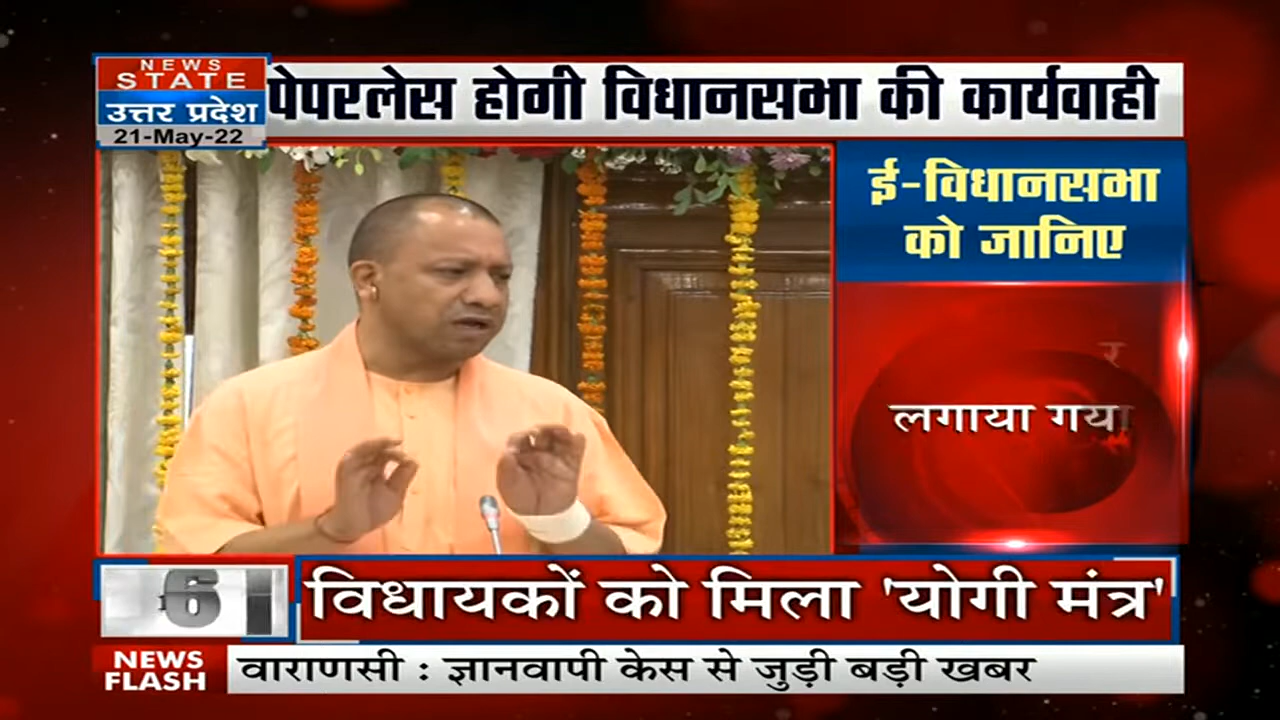 NEWS
STATE
उत्तर प्रदेश
21-May-22
पेपरलेस होगी विधानसभा की कार्यवाही
ई-विधानसभा
को जानिए
र
लगाया गया
6
विधायकों को मिला 'योगी मंत्र'
NEWS
FLASH
वाराणसी : ज्ञानवापी केस से जुड़ी बड़ी खबर